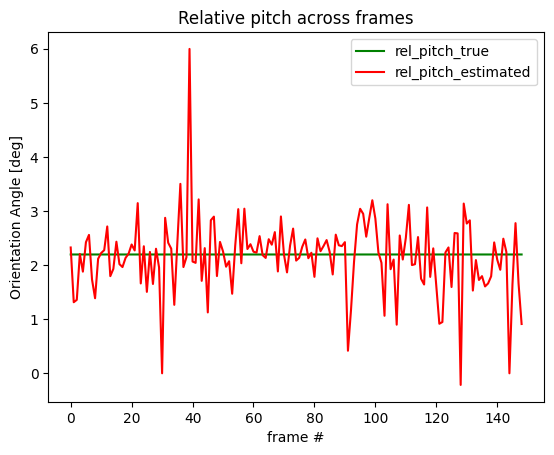 Relative pitch across frames
rel_pitch_true
rel_pitch_estimated
Orientation Angle [deg]
6
5
4
3
2
1
0
0 20 40 60 80 100 120 140
frame #